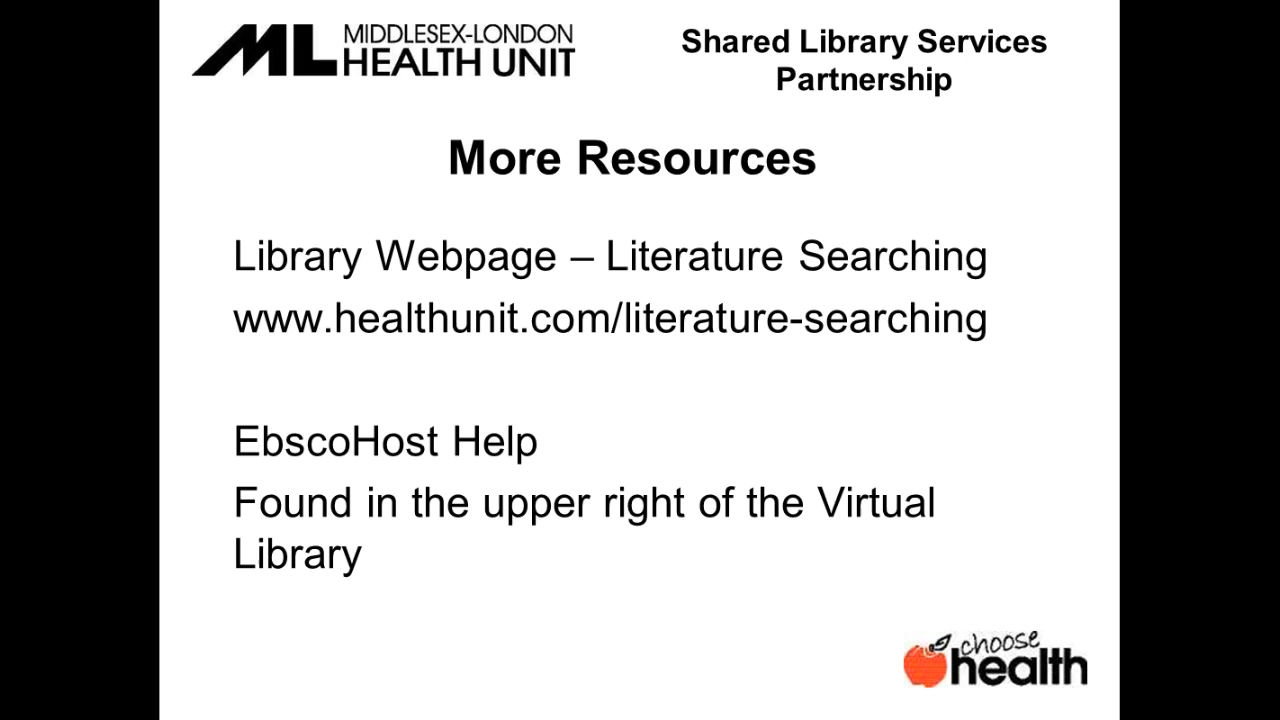 MIDDLESEX-LONDON
HEALTH UNIT
Shared Library Services
Partnership
More Resources
Library Webpage – Literature Searching
www.healthunit.com/literature-searching
EbscoHost Help
Found in the upper right of the Virtual
Library
choose
health